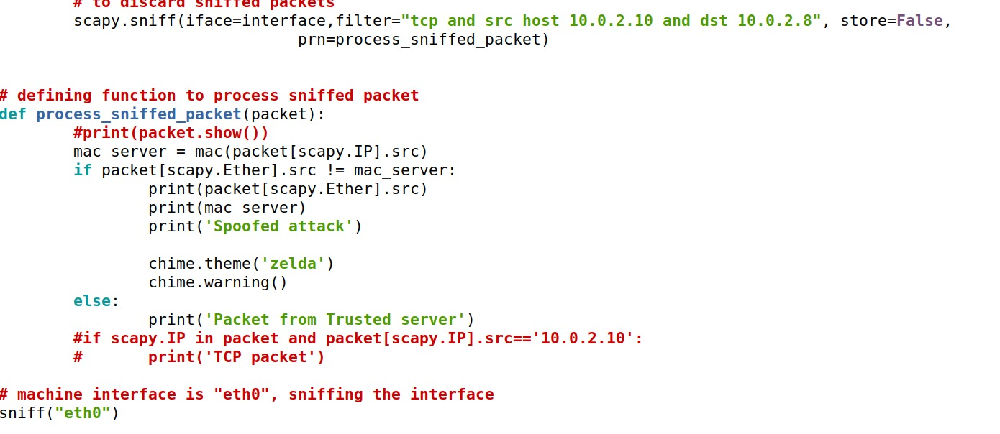 # to discard sniffed packets
scapy.sniff(iface=interface,filter="tcp and src host 10.0.2.10 and dst 10.0.2.8", store=False,
prn=process_sniffed_packet)
# defining function to process sniffed packet
def process_sniffed_packet(packet):
#print(packet.show())
mac_server = mac(packet[scapy.IP].src)
if packet[scapy.Ether].src != mac_server:
print(packet[scapy.Ether].src)
print(mac_server)
print('Spoofed attack')
chime.theme('zelda')
chime.warning()
else:
print('Packet from Trusted server')
#if scapy.IP in packet and packet[scapy.IP].src=='10.0.2.10':
# print('TCP packet')
# machine interface is "eth0", sniffing the interface
sniff("eth0")